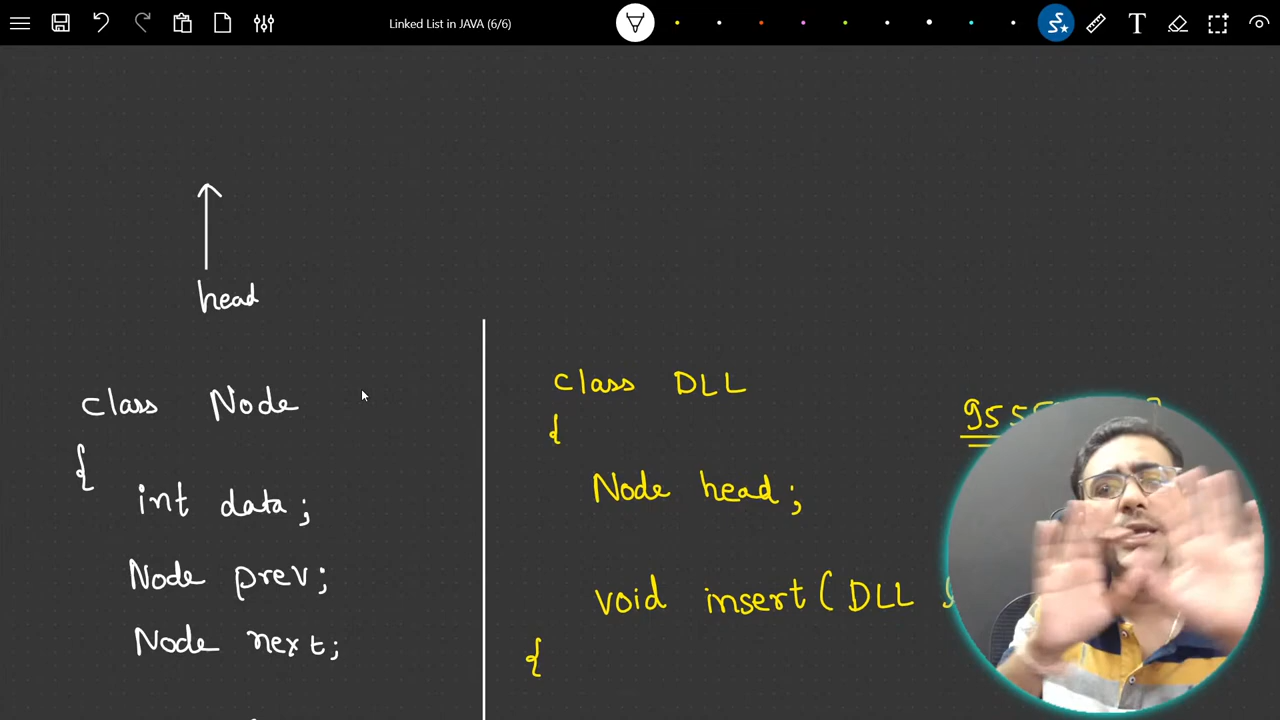 Linked List in JAVA (6/6)
head
class Node
{
int data;
Node prev;
Node next;
class DLL
{
Node head;
void insert( DLL
{